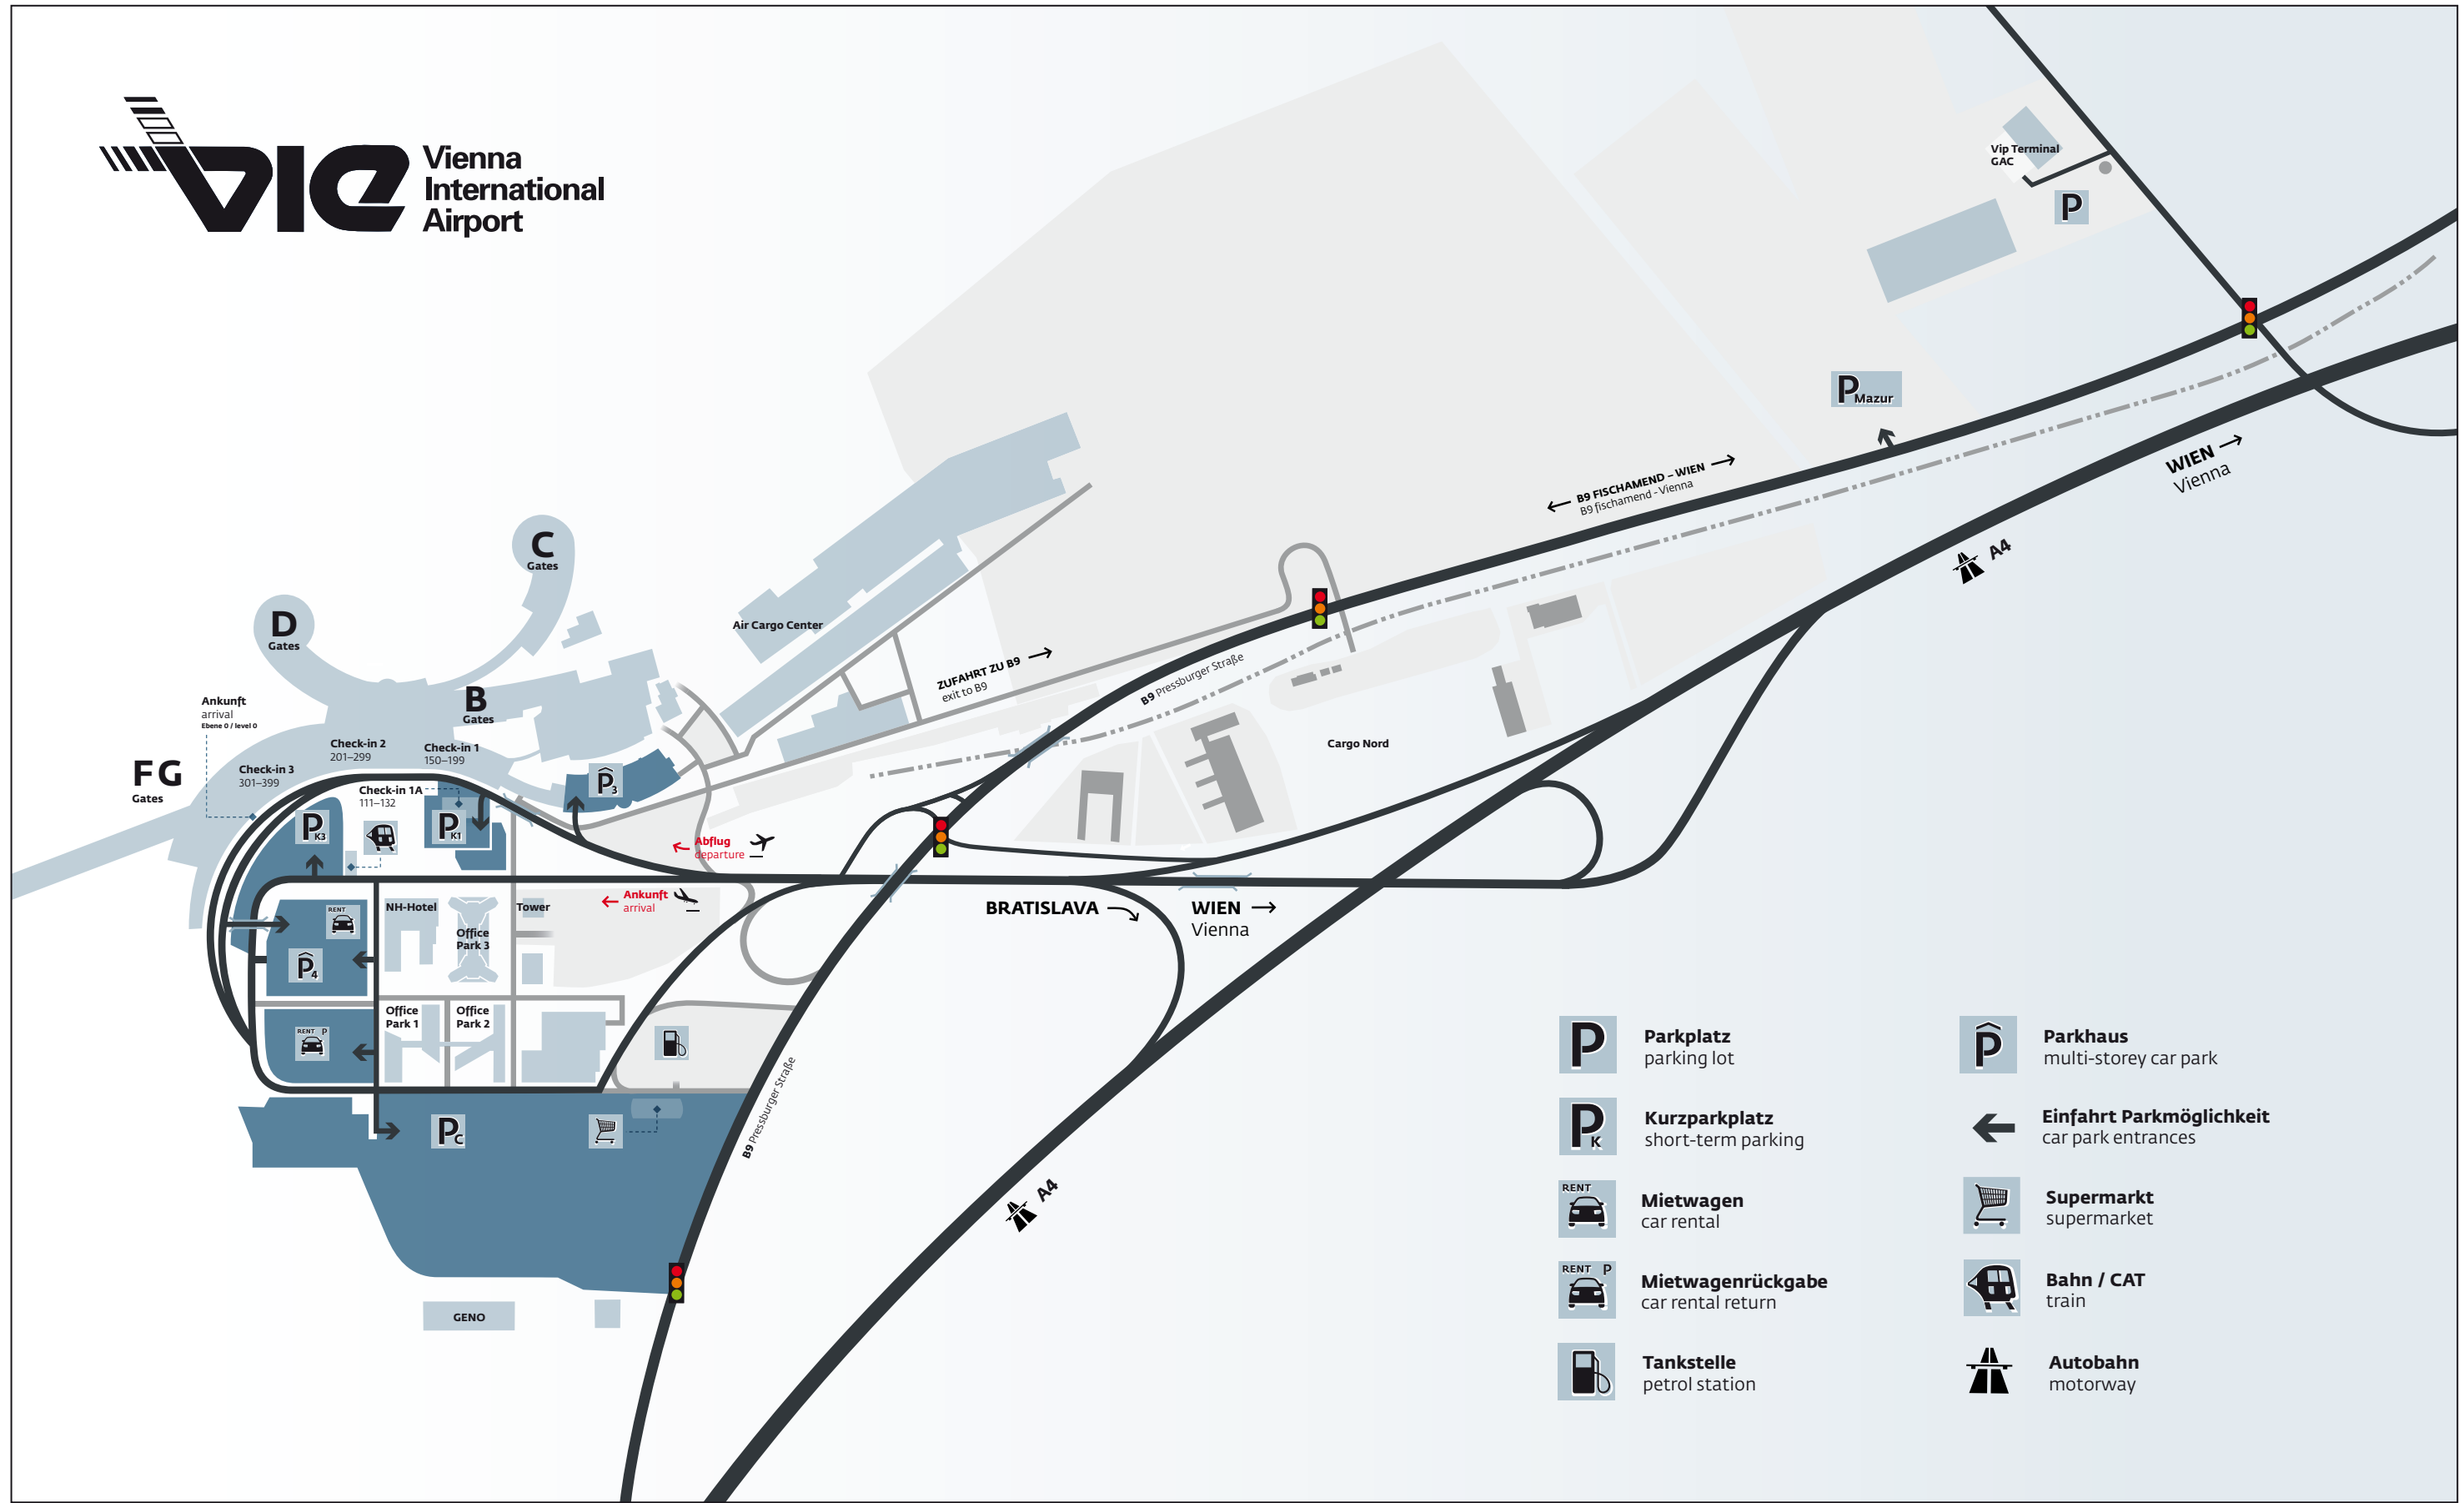 VIE
Vienna
International
Airport
Vip Terminal
GAC
P
P Mazur
B9 FISCHAMEND – WIEN
B9 fischamend - Vienna
WIEN
Vienna
A4
C
Gates
D
Gates
B
Gates
Air Cargo Center
ZUFAHRT ZU B9
exit to B9
B9 Pressburger Straße
Cargo Nord
Ankunft
arrival
Ebene 0 / level 0
FG
Gates
Check-in 3
301–399
Check-in 2
201–299
Check-in 1
150–199
Check-in 1A
111–132
P3
PK3
PK1
Abflug
departure
Ankunft
arrival
BRATISLAVA
WIEN
Vienna
RENT
P4
NH-Hotel
Office
Park 3
Tower
Office
Park 1
Office
Park 2
RENT P
PC
B9 Pressburger Straße
A4
GENO
P
Parkplatz
parking lot
PK
Kurzparkplatz
short-term parking
RENT
Mietwagen
car rental
RENT P
Mietwagenrückgabe
car rental return
Tankstelle
petrol station
P
Parkhaus
multi-storey car park
Einfahrt Parkmöglichkeit
car park entrances
Supermarkt
supermarket
Bahn / CAT
train
Autobahn
motorway